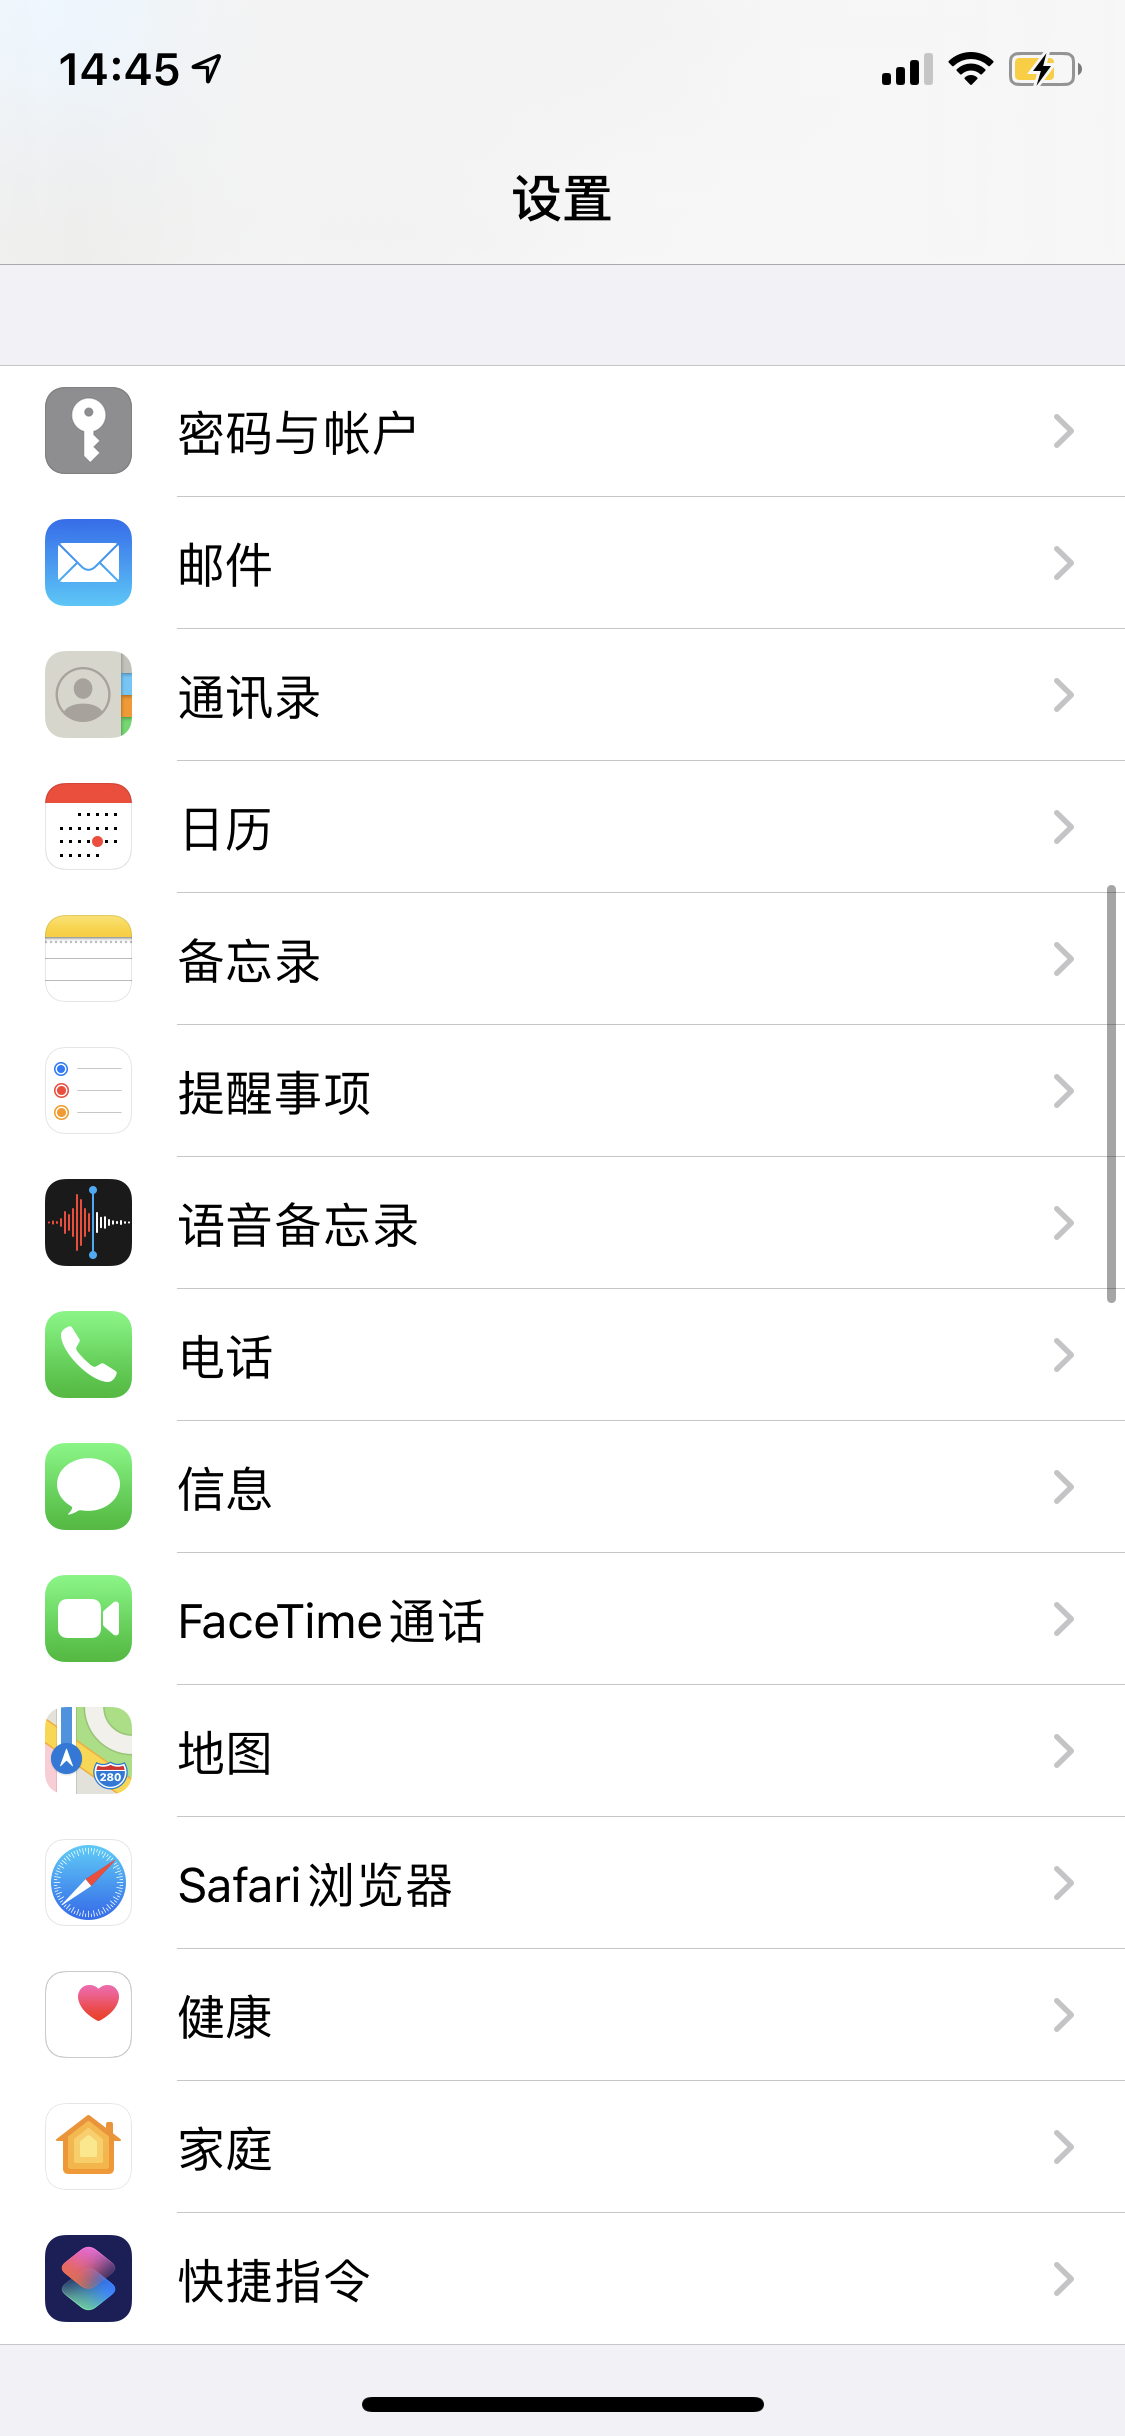 14:45
设置
密码与帐户
邮件
通讯录
日历
备忘录
提醒事项
语音备忘录
电话
信息
FaceTime通话
地图
280
Safari浏览器
健康
家庭
快捷指令